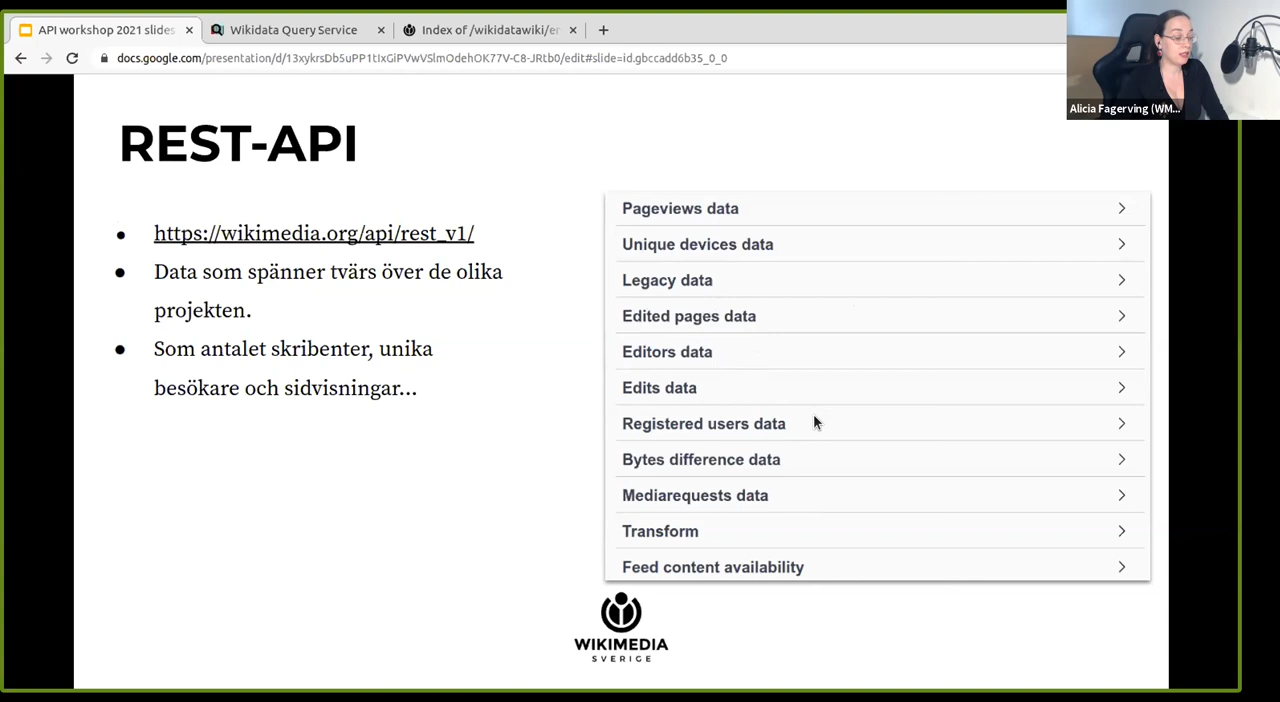 API workshop 2021 slides
Wikidata Query Service
Index of /wikidatawiki/er
docs.google.com/presentation/d/13xykrsDb5uPP1tIxGiPVwVSlmOdehOK77V-C8-JRtb0/edit#slide=id.gbccadd6b35_0_0
Alicia Fagerving (WM...
REST-API
https://wikimedia.org/api/rest_v1/
Data som spänner tvärs över de olika
projekten.
Som antalet skribenter, unika
besökare och sidvisningar...
Pageviews data
Unique devices data
Legacy data
Edited pages data
Editors data
Edits data
Registered users data
Bytes difference data
Mediarequests data
Transform
Feed content availability
WIKIMEDIA
SVERIGE